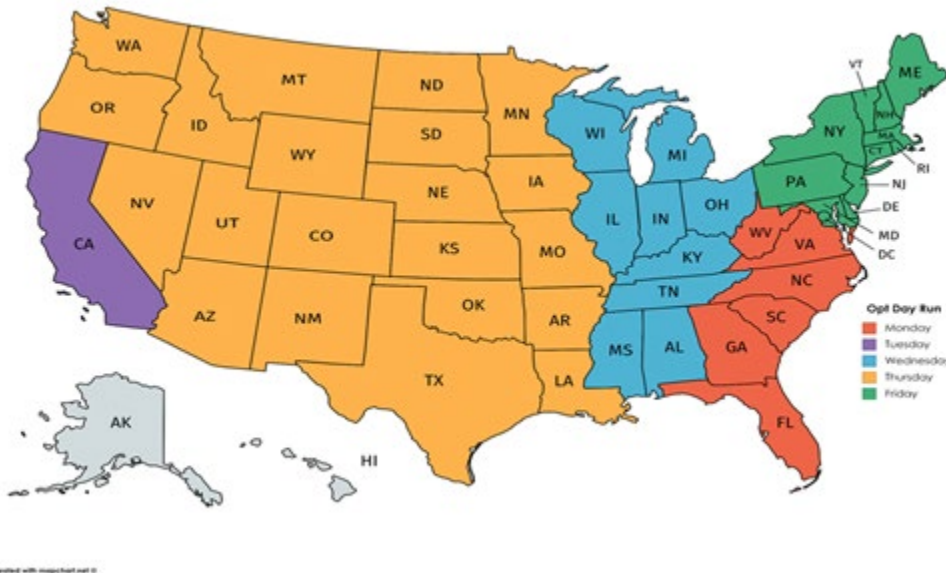 WA
MT
ND
MN
OR
ID
SD
WI
MI
WY
NE
IA
NV
UT
CO
KS
MO
IL
IN
OH
CA
AZ
NM
OK
AR
KY
TN
TX
LA
MS
AL
GA
SC
NC
VA
WV
FL
PA
NY
VT
NH
ME
MA
CT
RI
NJ
DE
MD
DC
AK
HI
Opt Day Run
Monday
Tuesday
Wednesday
Thursday
Friday